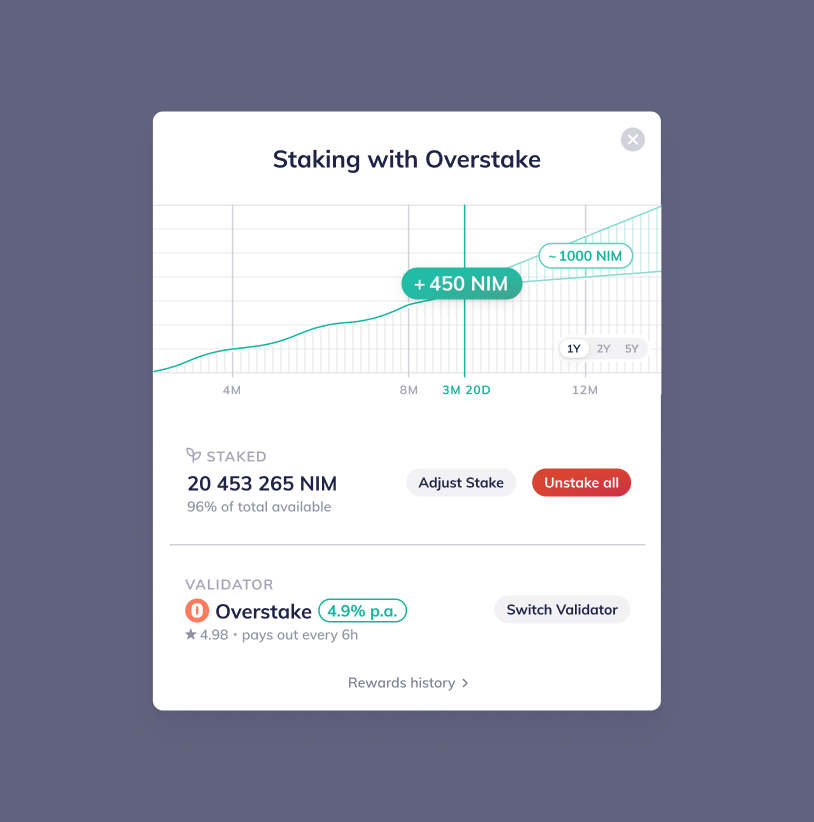 Staking with Overstake
~1000 NIM
+450 NIM
1Y 2Y 5Y
4M 8M 3M 20D 12M
STAKED
20 453 265 NIM
Adjust Stake
Unstake all
96% of total available
VALIDATOR
Overstake 4.9% p.a.
Switch Validator
★ 4.98 · pays out every 6h
Rewards history >